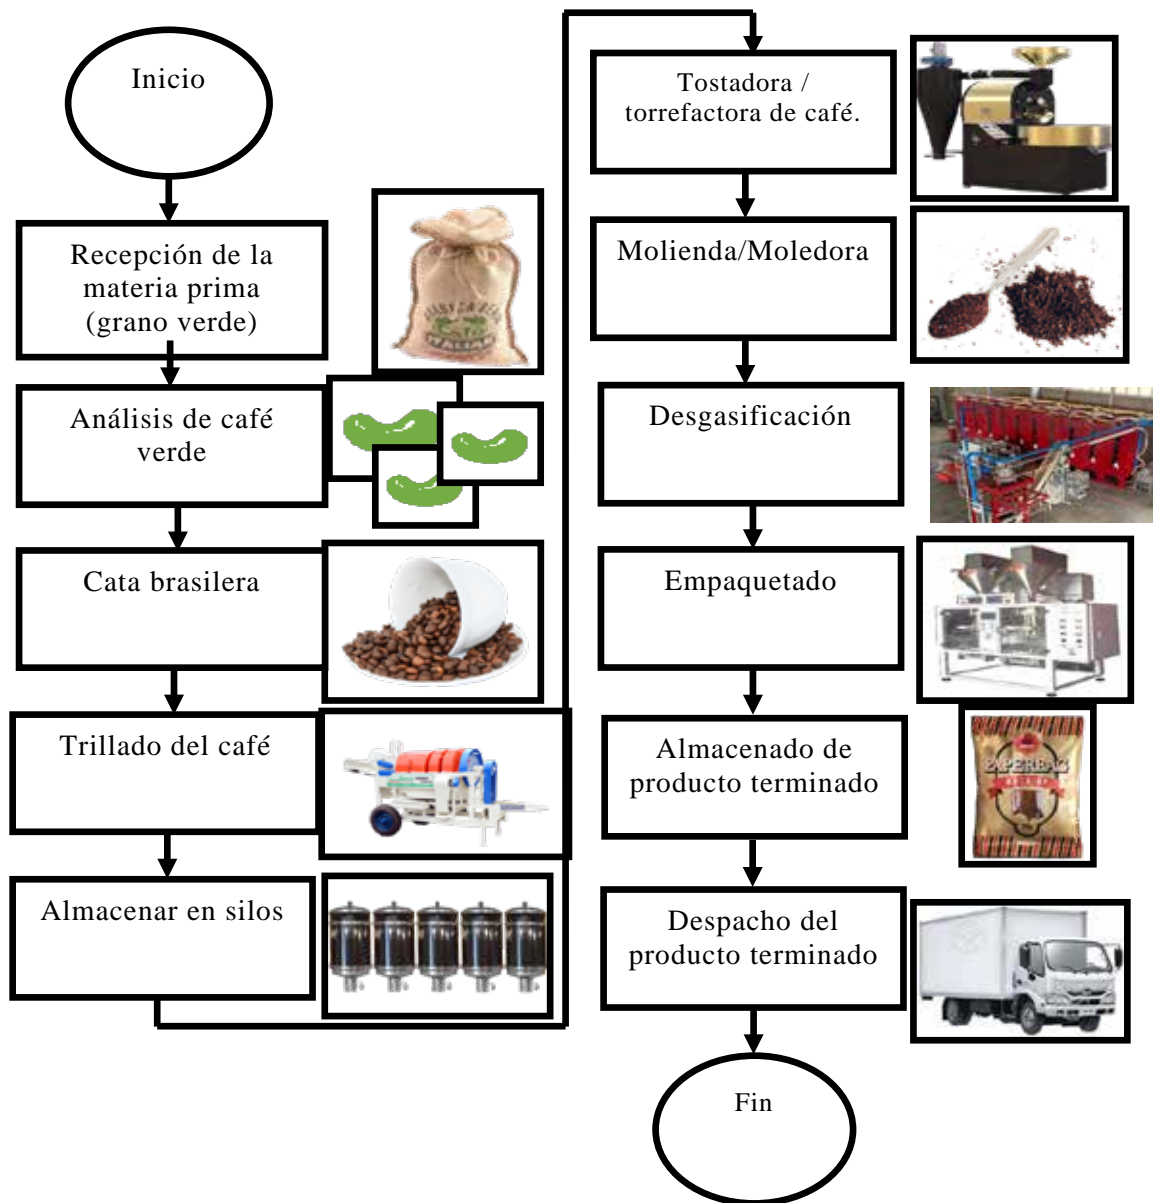 Inicio
Recepción de la
materia prima
(grano verde)
Análisis de café
verde
Cata brasilera
Trillado del café
Almacenar en silos
Tostadora /
torrefactora de café.
Molienda/Moledora
Desgasificación
Empaquetado
Almacenado de
producto terminado
Despacho del
producto terminado
Fin